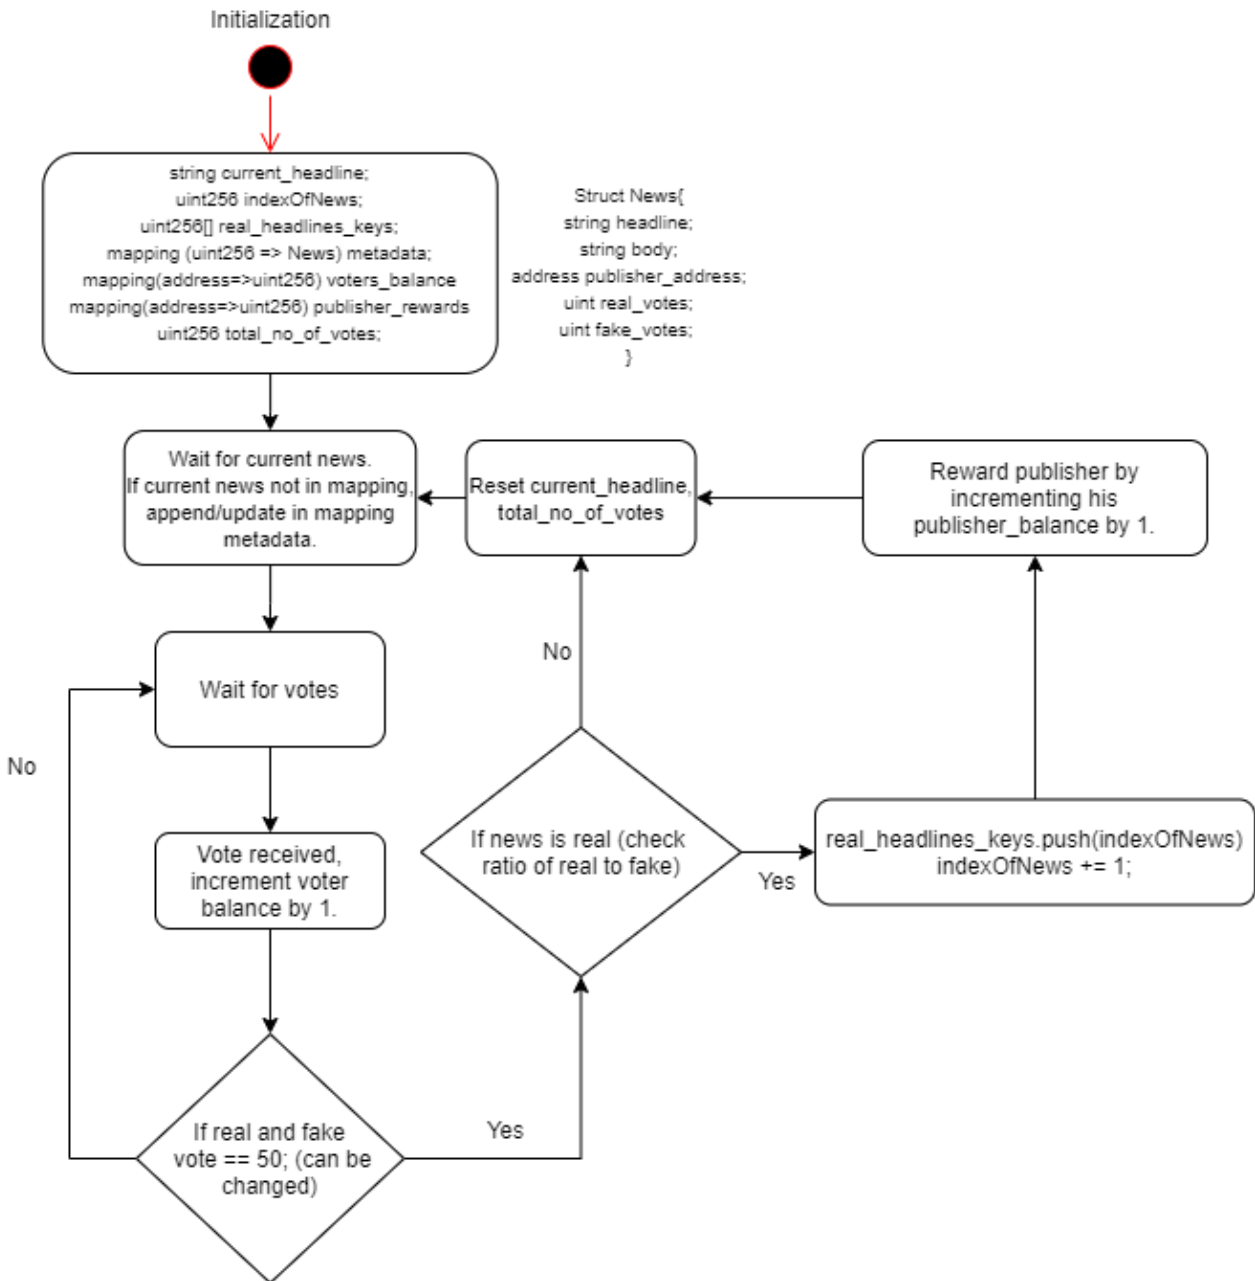 Initialization
string current_headline;
uint256 indexOfNews;
uint256[] real_headlines_keys;
mapping (uint256 => News) metadata;
mapping(address=>uint256) voters_balance
mapping(address=>uint256) publisher_rewards
uint256 total_no_of_votes;
Struct News{
string headline;
string body;
address publisher_address;
uint real_votes;
uint fake_votes;
}
Wait for current news.
If current news not in mapping,
append/update in mapping
metadata.
Reset current_headline,
total_no_of_votes
Reward publisher by
incrementing his
publisher_balance by 1.
Wait for votes
No
No
Vote received,
increment voter
balance by 1.
If news is real (check
ratio of real to fake)
Yes
real_headlines_keys.push(indexOfNews)
indexOfNews += 1;
If real and fake
vote == 50; (can be
changed)
Yes